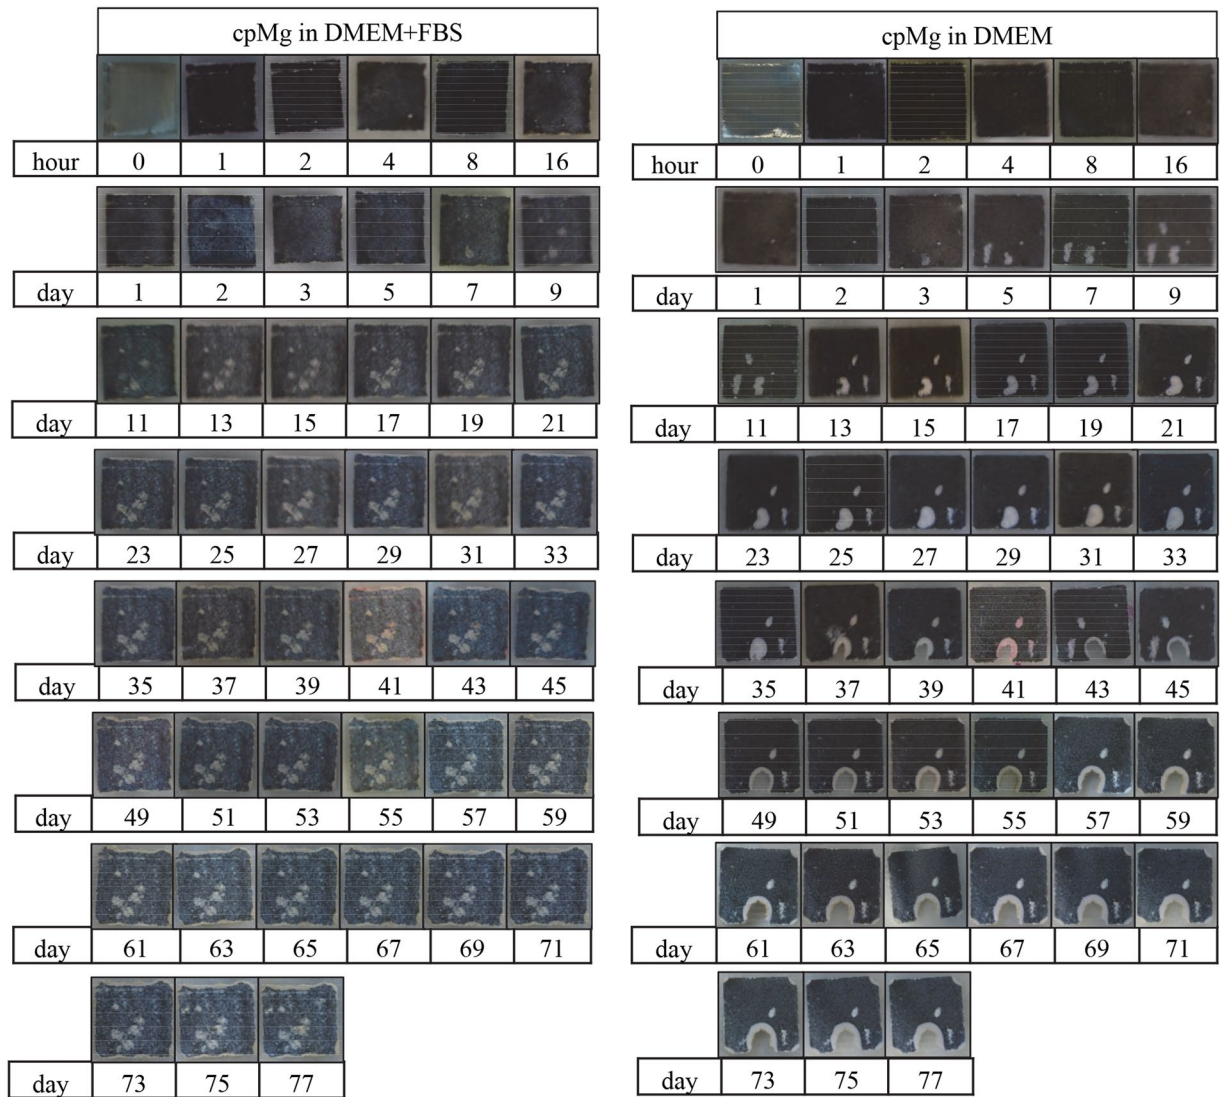 cpMg in DMEM+FBS
hour 0 1 2 4 8 16
day 1 2 3 5 7 9
day 11 13 15 17 19 21
day 23 25 27 29 31 33
day 35 37 39 41 43 45
day 49 51 53 55 57 59
day 61 63 65 67 69 71
day 73 75 77
cpMg in DMEM
hour 0 1 2 4 8 16
day 1 2 3 5 7 9
day 11 13 15 17 19 21
day 23 25 27 29 31 33
day 35 37 39 41 43 45
day 49 51 53 55 57 59
day 61 63 65 67 69 71
day 73 75 77